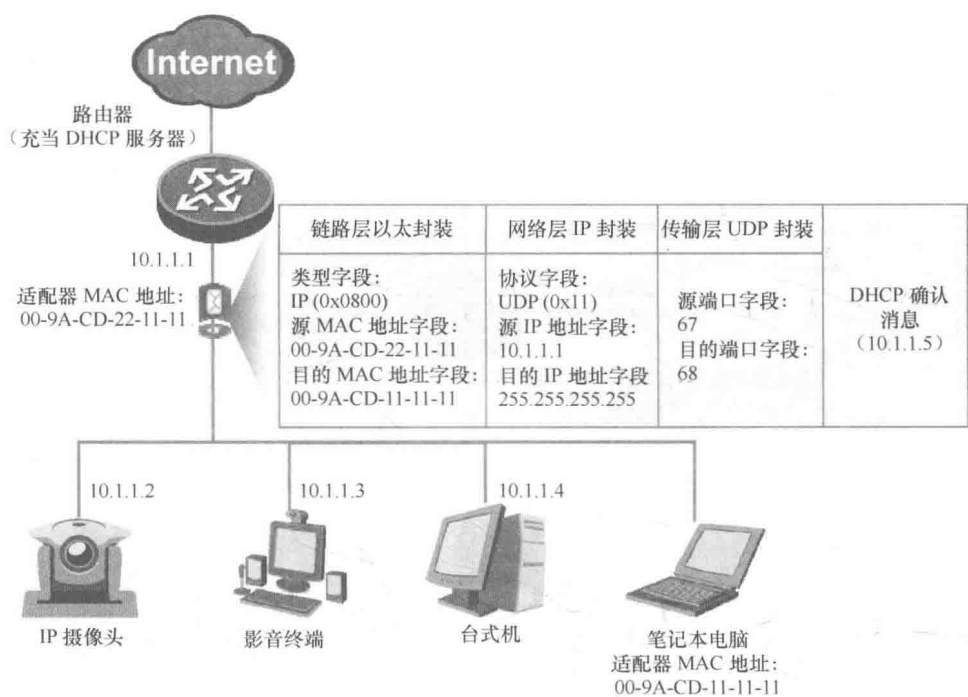 Internet
路由器
（充当 DHCP 服务器）
10.1.1.1
适配器 MAC 地址：
00-9A-CD-22-11-11
链路层以太封装
类型字段：
IP (0x0800)
源 MAC 地址字段：
00-9A-CD-22-11-11
目的 MAC 地址字段：
00-9A-CD-11-11-11
网络层 IP 封装
协议字段：
UDP (0x11)
源 IP 地址字段：
10.1.1.1
目的 IP 地址字段
255.255.255.255
传输层 UDP 封装
源端口字段：
67
目的端口字段：
68
DHCP 确认
消息
（10.1.1.5）
10.1.1.2
10.1.1.3
10.1.1.4
IP 摄像头
影音终端
台式机
笔记本电脑
适配器 MAC 地址：
00-9A-CD-11-11-11